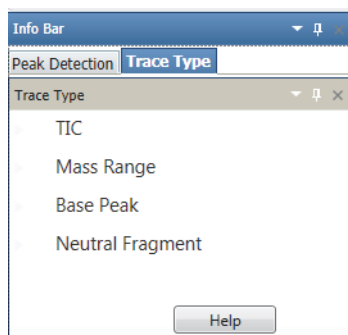 Info Bar
Peak Detection Trace Type
Trace Type
TIC
Mass Range
Base Peak
Neutral Fragment
Help